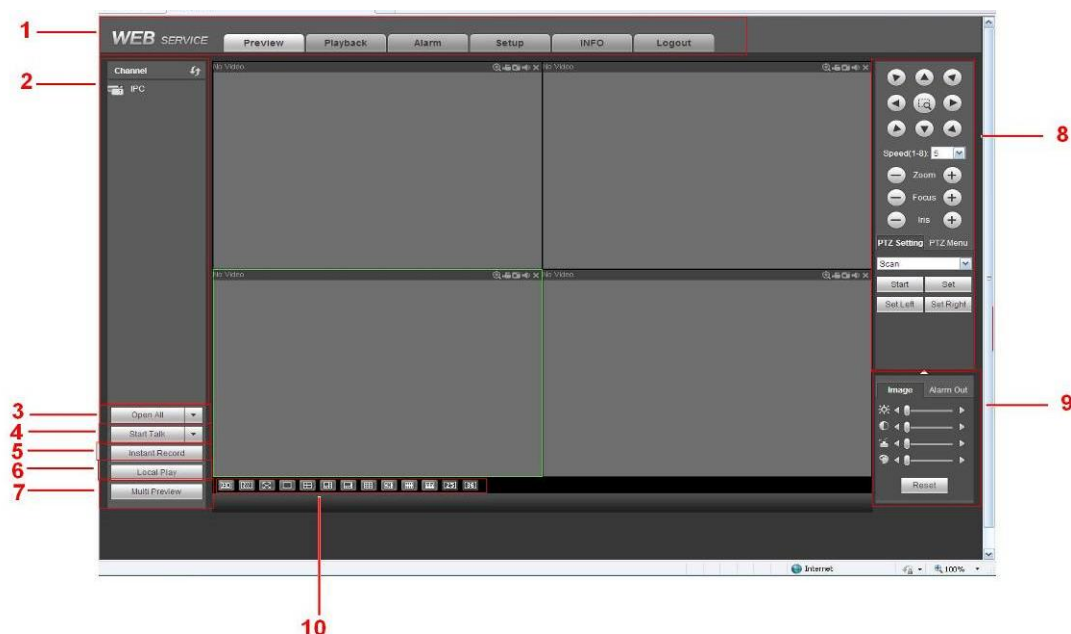 1
WEB SERVICE
Preview
Playback
Alarm
Setup
INFO
Logout
2
Channel
IPC
No Video
No Video
No Video
No Video
8
Speed(1-8): 5
Zoom
Focus
Iris
PTZ Setting
PTZ Menu
Scan
Start
Set
Set Left
Set Right
3
Open All
4
Start Talk
5
Instant Record
6
Local Play
7
Multi Preview
9
Image
Alarm Out
Reset
25
36
10
Internet
100%